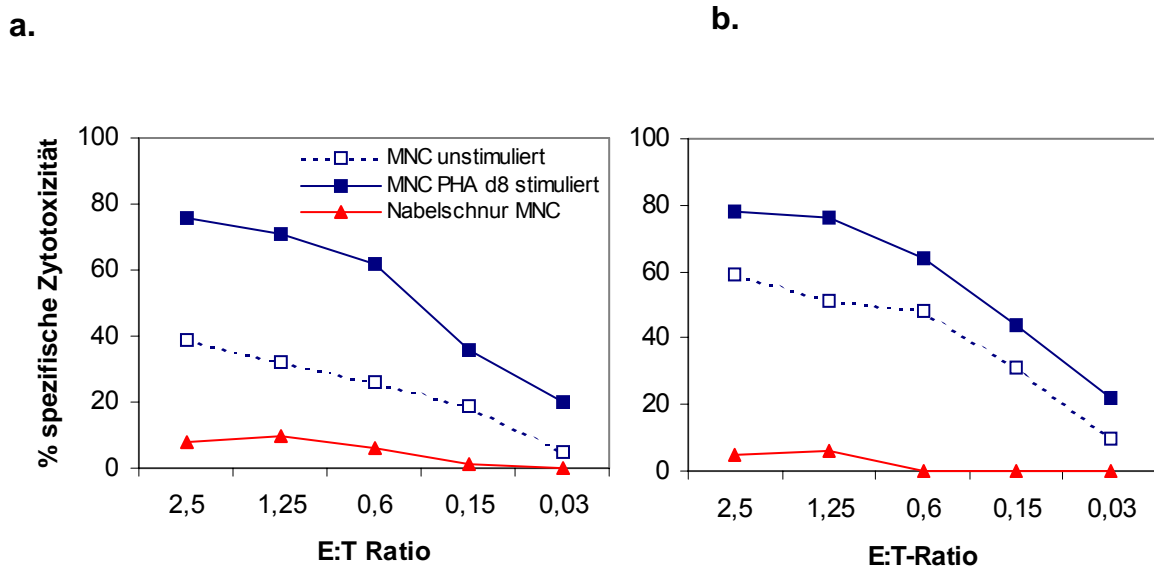 a.
b.
% spezifische Zytotoxizität
100
80
60
40
20
0
MNC unstimuliert
MNC PHA d8 stimuliert
Nabelschnur MNC
2,5 1,25 0,6 0,15 0,03
E:T Ratio
100
80
60
40
20
0
2,5 1,25 0,6 0,15 0,03
E:T-Ratio